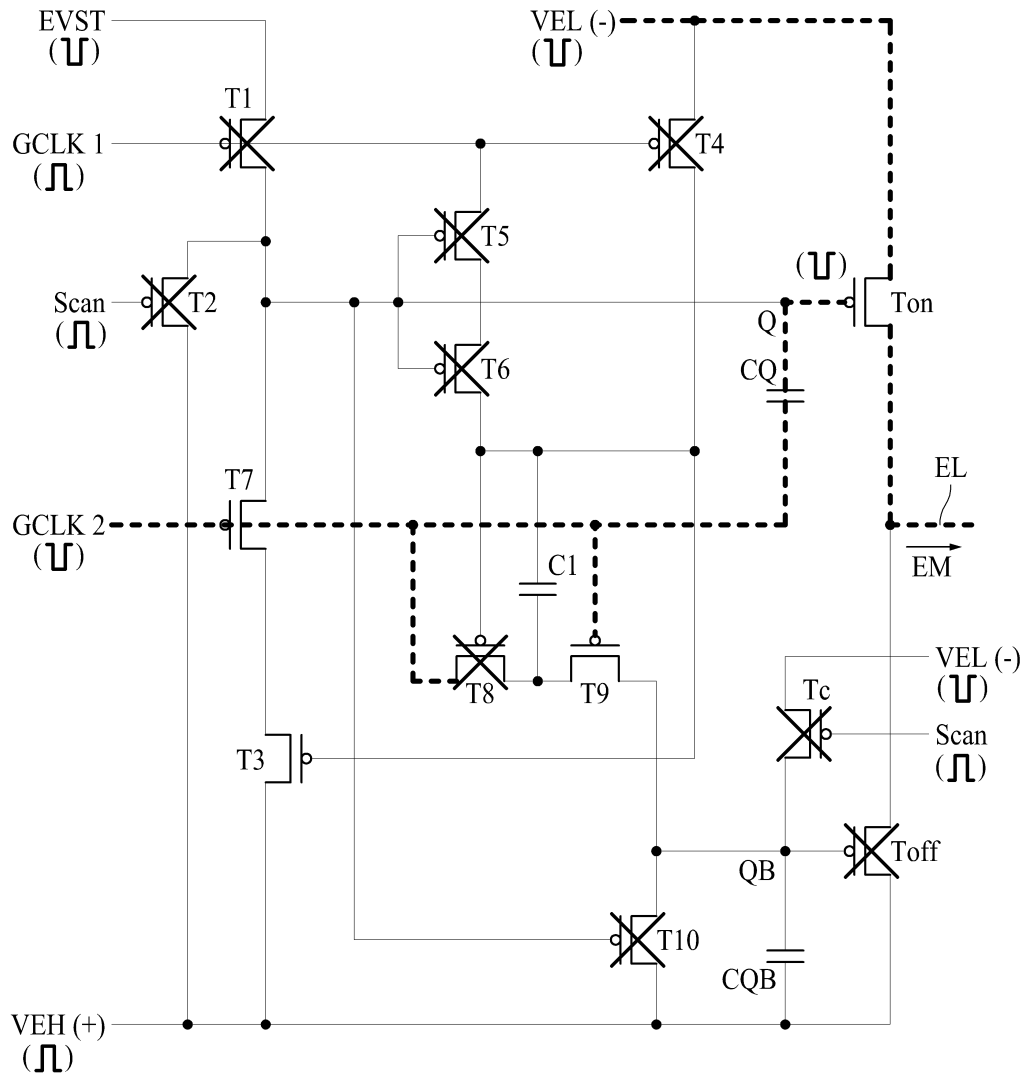 EVST
VEL (-)
T1
GCLK 1
T4
T5
Scan
T2
Ton
Q
T6
CQ
T7
GCLK 2
EL
EM
C1
T8
T9
VEL (-)
Tc
Scan
T3
Toff
QB
T10
CQB
VEH (+)